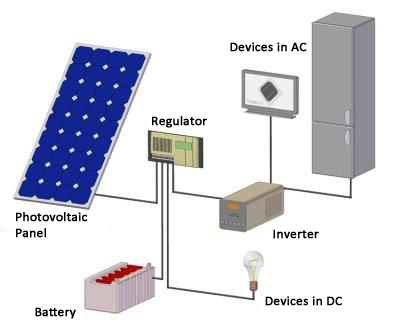 Devices in AC
Regulator
Photovoltaic
Panel
Inverter
Battery
Devices in DC